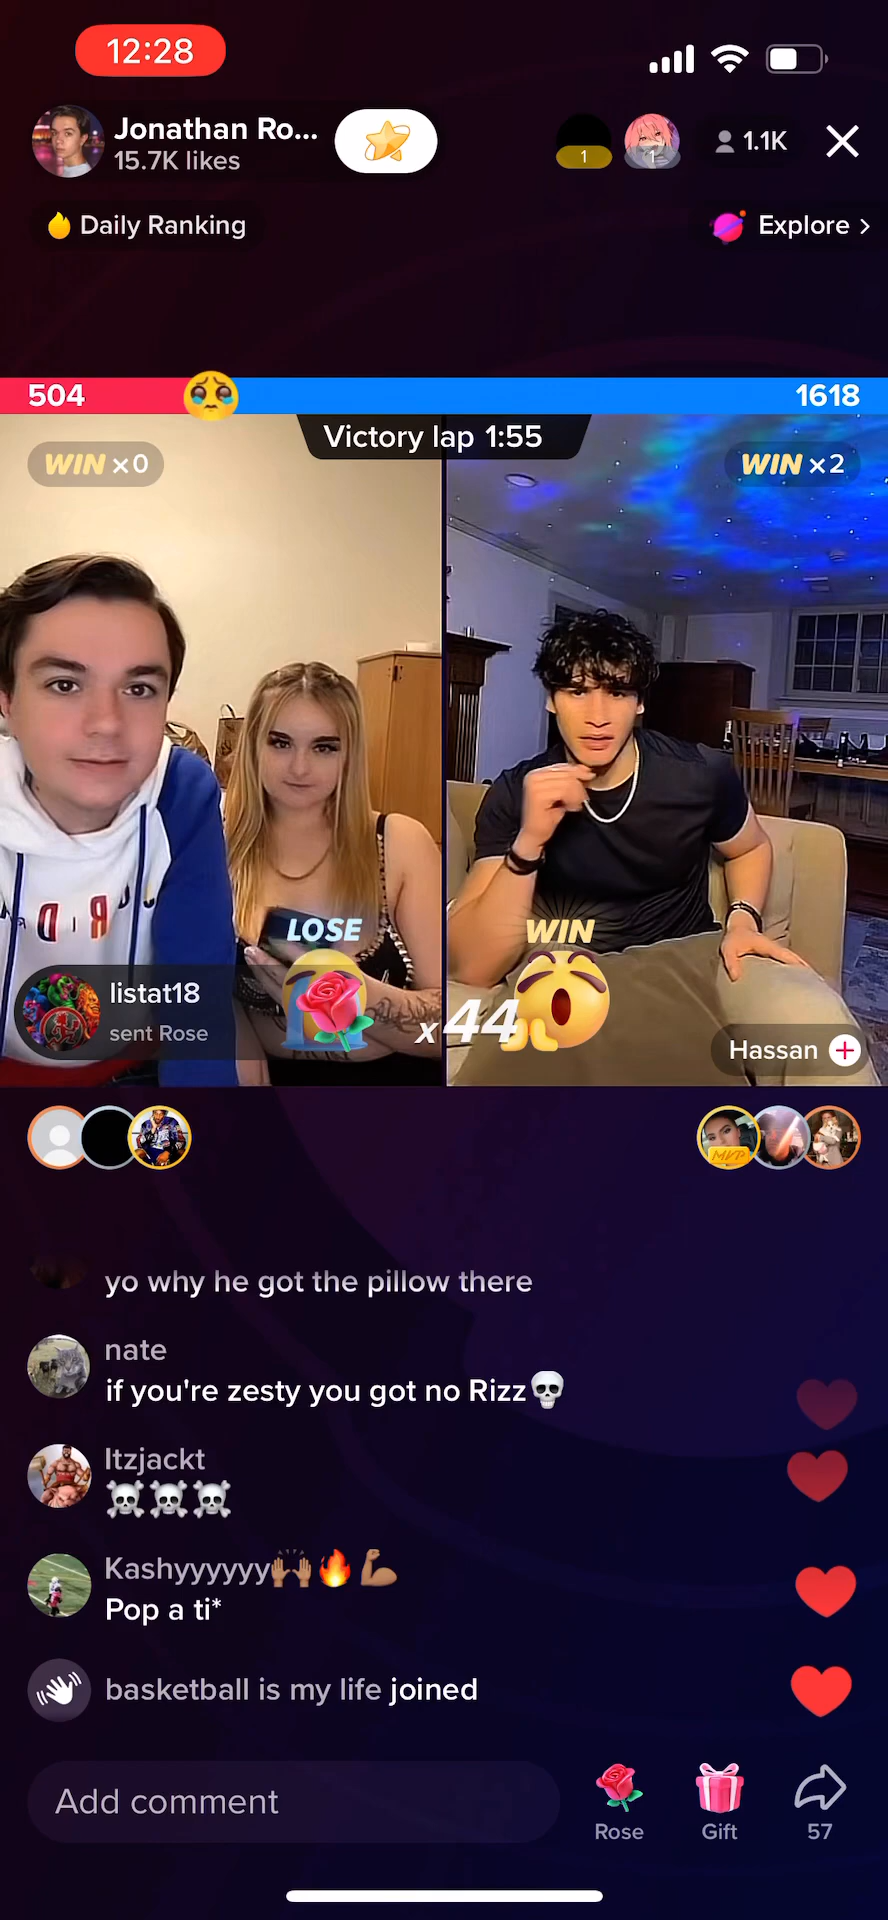 12:28
Jonathan Ro...
15.7K likes
1
1
1.1K
Daily Ranking
Explore >
504
1618
Victory lap 1:55
WIN x0
WIN x2
LOSE
WIN
listat18
sent Rose
x44
Hassan +
MVP
yo why he got the pillow there
nate
if you're zesty you got no Rizz💀
Itzjackt
☠️☠️☠️
Kashyyyyyy🙌🏽🔥💪🏽
Pop a ti*
basketball is my life joined
Add comment
Rose
Gift
57